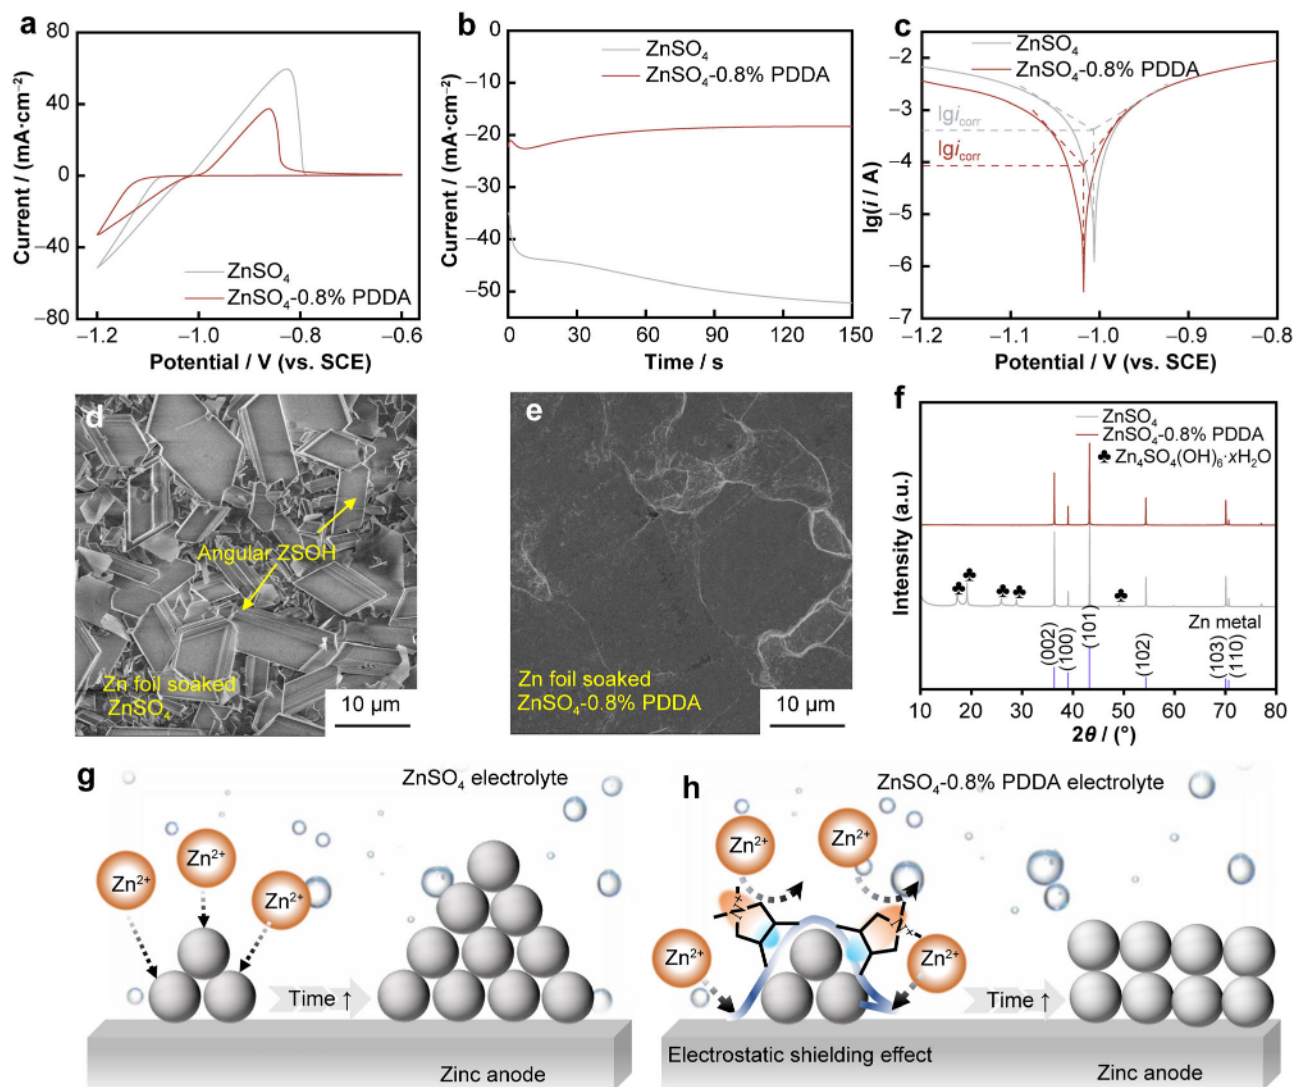 a
80
40
0
−40
−80
Current / (mA·cm⁻²)
ZnSO₄
ZnSO₄-0.8% PDDA
−1.2
−1.0
−0.8
−0.6
Potential / V (vs. SCE)
b
0
−10
−20
−30
−40
−50
Current / (mA·cm⁻²)
ZnSO₄
ZnSO₄-0.8% PDDA
0
30
60
90
120
150
Time / s
c
−2
−3
−4
−5
−6
−7
lg(i / A)
ZnSO₄
ZnSO₄-0.8% PDDA
lgi_corr
lgi_corr
−1.2
−1.1
−1.0
−0.9
−0.8
Potential / V (vs. SCE)
d
Angular ZSOH
Zn foil soaked
ZnSO₄
10 μm
e
Zn foil soaked
ZnSO₄-0.8% PDDA
10 μm
f
Intensity (a.u.)
ZnSO₄
ZnSO₄-0.8% PDDA
♣ Zn₄SO₄(OH)₆·xH₂O
♣ ♣ ♣ ♣ ♣
Zn metal
(002)
(100)
(101)
(102)
(103)
(110)
10
20
30
40
50
60
70
80
2θ / (°)
g
ZnSO₄ electrolyte
Zn²⁺
Zn²⁺
Zn²⁺
Time ↑
Zinc anode
h
ZnSO₄-0.8% PDDA electrolyte
Zn²⁺
Zn²⁺
N⁺
N⁺
Zn²⁺
Zn²⁺
Time ↑
Electrostatic shielding effect
Zinc anode